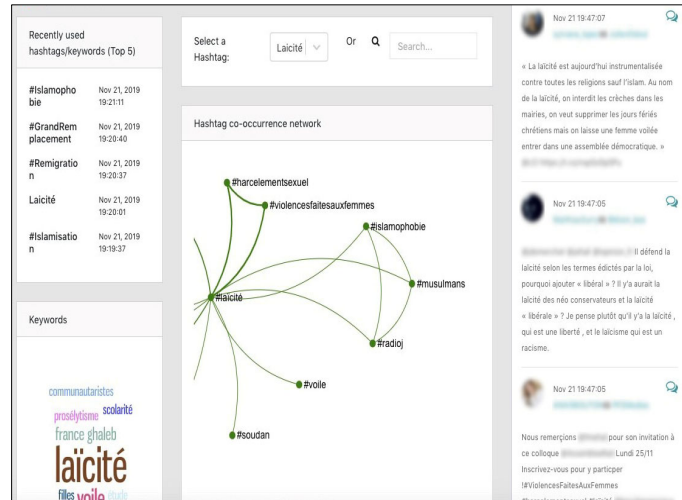 Recently used
hashtags/keywords (Top 5)
#Islamopho
bie
Nov 21, 2019
19:21:11
#GrandRem
placement
Nov 21, 2019
19:20:40
#Remigratio
n
Nov 21, 2019
19:20:37
Laicité
Nov 21, 2019
19:20:01
#Islamisatio
n
Nov 21, 2019
19:19:37
Keywords
communautaristes
prosélytisme scolarité
france ghaleb
laïcité
filles voile étude
Select a
Hashtag:
Laicité
Or
Search...
Hashtag co-occurrence network
#harcelementsexuel
#violencesfaitesauxfemmes
#islamophobie
#musulmans
#laïcité
#radioj
#voile
#soudan
Nov 21 19:47:07
« La laïcité est aujourd'hui instrumentalisée
contre toutes les religions sauf l'islam. Au nom
de la laïcité, on interdit les crèches dans les
mairies, on veut supprimer les jours fériés
chrétiens mais on laisse une femme voilée
entrer dans une assemblée démocratique. »
Nov 21 19:47:05
Il défend la
laïcité selon les termes édictés par la loi,
pourquoi ajouter « libéral » ? Il y'a aurait la
laïcité des néo conservateurs et la laïcité
« libérale » ? Je pense plutôt qu'il y'a la laïcité ,
qui est une liberté , et le laïcisme qui est un
racisme.
Nov 21 19:47:05
Nous remerçions pour son invitation à
ce colloque Lundi 25/11
Inscrivez-vous pour y participer
!#ViolencesFaitesAuxFemmes